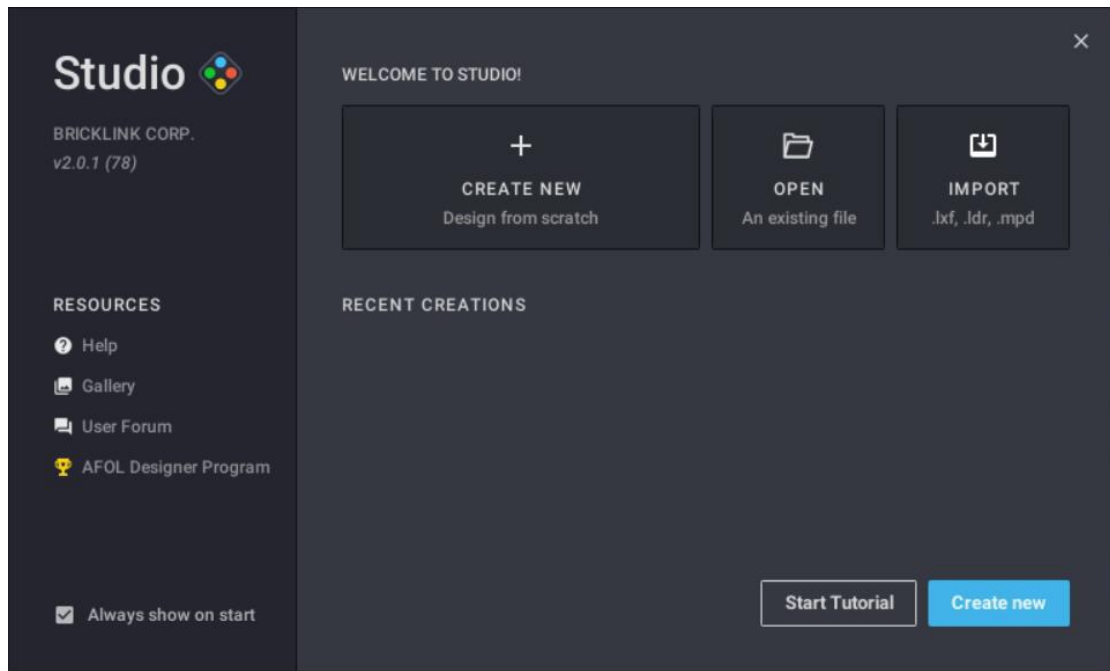 Studio
BRICKLINK CORP.
v2.0.1 (78)
RESOURCES
Help
Gallery
User Forum
AFOL Designer Program
Always show on start
WELCOME TO STUDIO!
CREATE NEW
Design from scratch
OPEN
An existing file
IMPORT
.lxf, .ldr, .mpd
RECENT CREATIONS
Start Tutorial
Create new